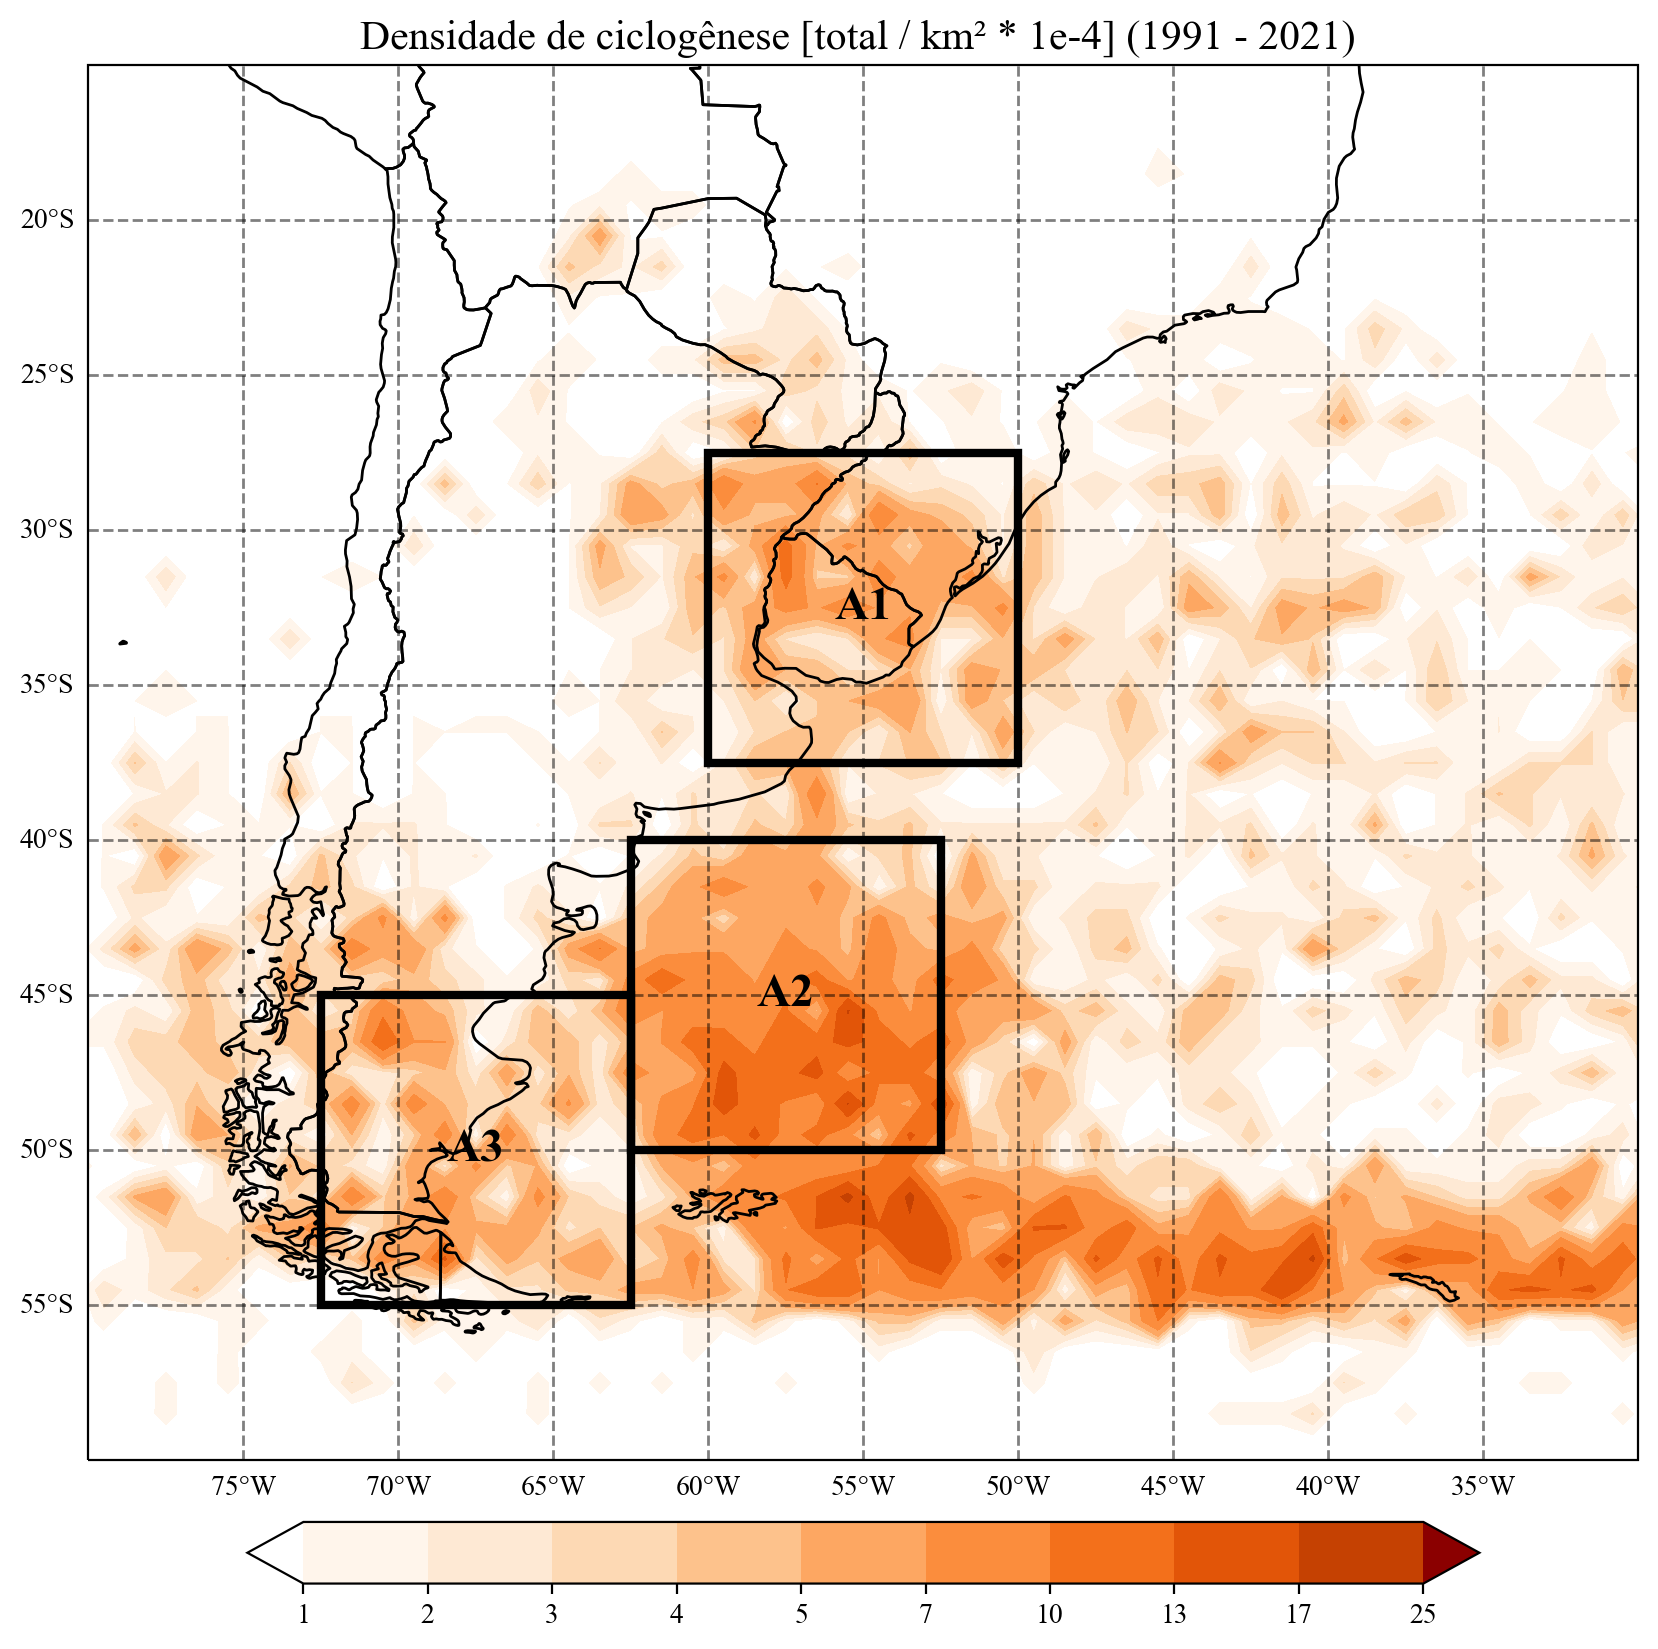 Densidade de ciclogênese [total / km² * 1e-4] (1991 - 2021)
20°S
25°S
30°S
A1
35°S
40°S
A2
45°S
A3
50°S
55°S
75°W 70°W 65°W 60°W 55°W 50°W 45°W 40°W 35°W
1 2 3 4 5 7 10 13 17 25